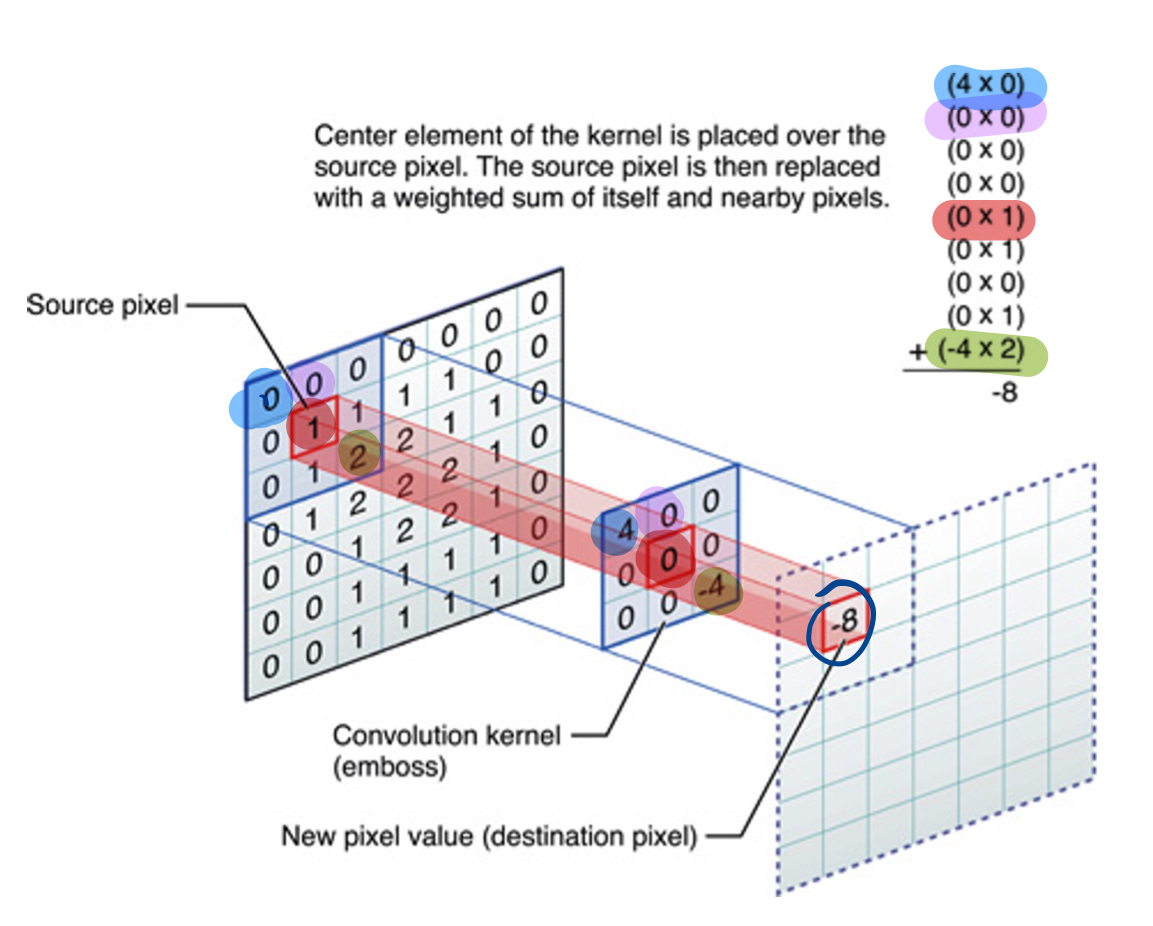 (4 x 0)
(0 x 0)
(0 x 0)
(0 x 0)
(0 x 1)
(0 x 1)
(0 x 0)
(0 x 1)
+ (-4 x 2)
-8
Center element of the kernel is placed over the
source pixel. The source pixel is then replaced
with a weighted sum of itself and nearby pixels.
Source pixel
0 0 0 0 0 0 0
0 1 1 1 1 0 0
0 1 2 2 1 1 0
0 1 2 2 2 1 0
0 0 1 2 2 1 0
0 0 1 1 1 1 0
0 0 1 1 1 1 0
4 0 0
0 0 0
0 0 -4
-8
Convolution kernel
(emboss)
New pixel value (destination pixel)